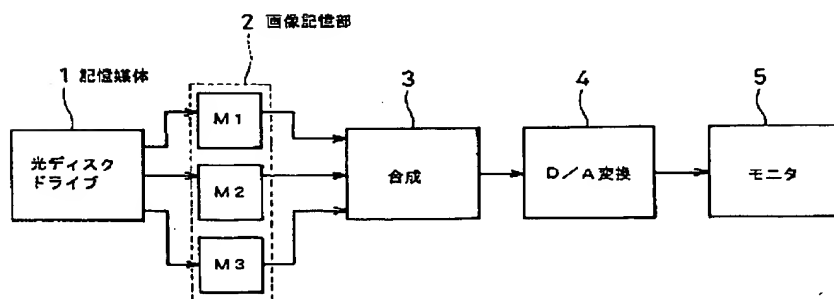 2 画像記憶部
1 記憶媒体
3
4
5
M1
光ディスク
ドライブ
M2
合成
D/A変換
モニタ
M3